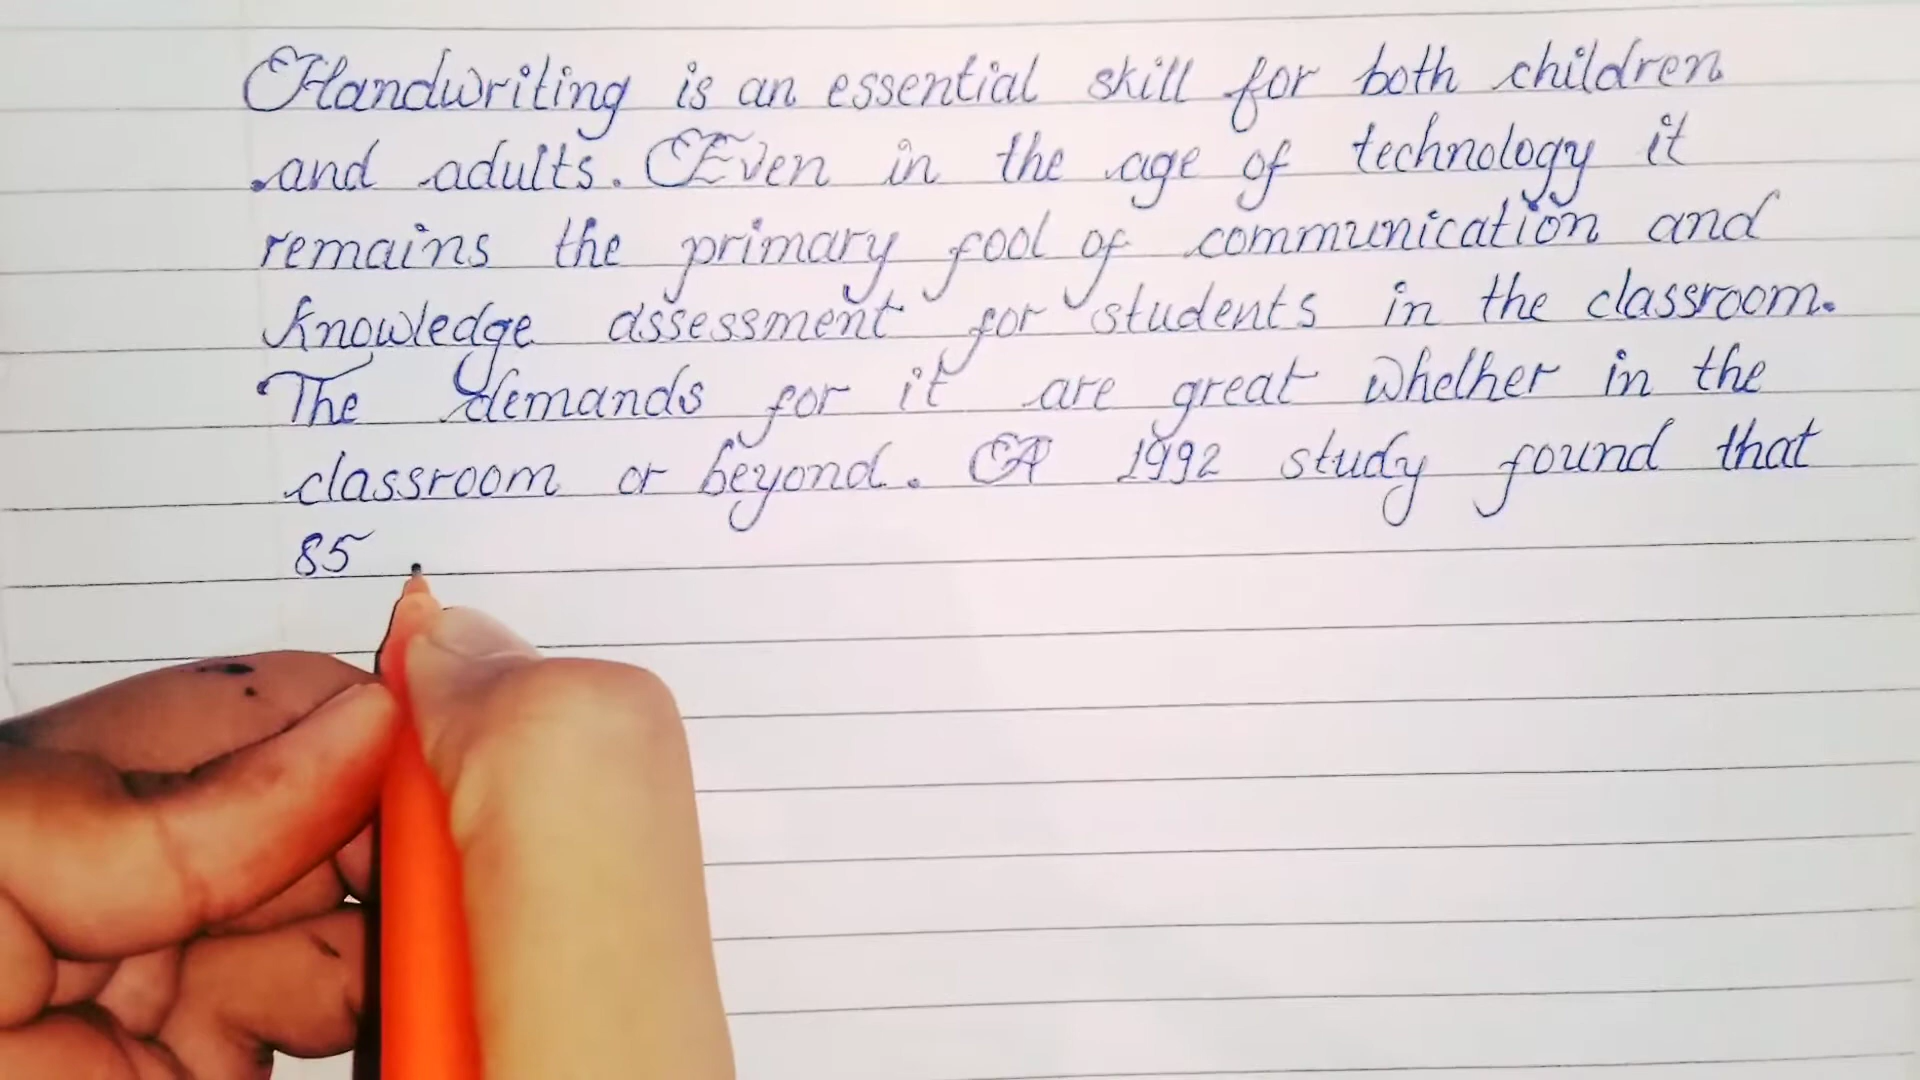 Handwriting is an essential skill for both children
and adults. Even in the age of technology it
remains the primary fool of communication and
knowledge assessment for students in the classroom.
The demands for it are great whether in the
classroom or beyond. A 1992 study found that
85